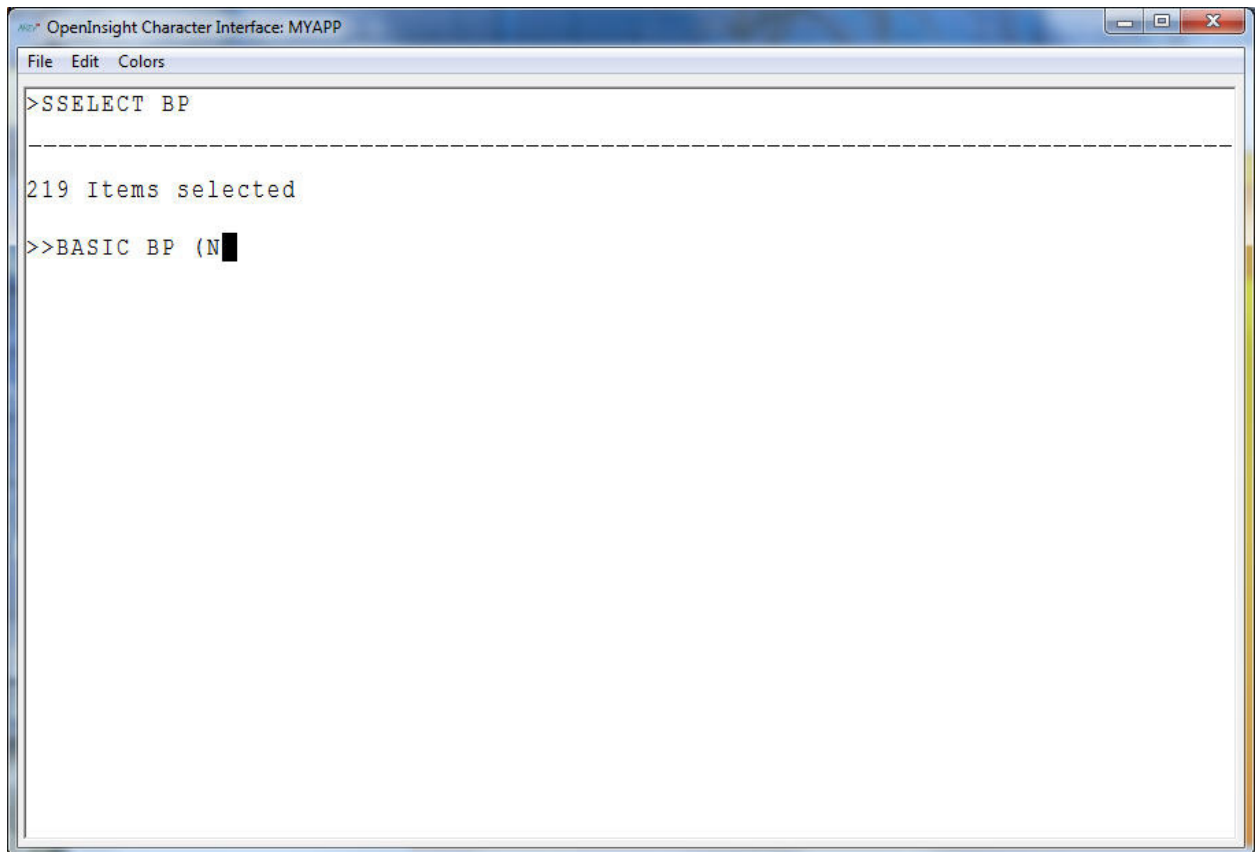 OpenInsight Character Interface: MYAPP
File Edit Colors
>SSELECT BP
--------------------------------------------------------------------------------
219 Items selected
>>BASIC BP (N